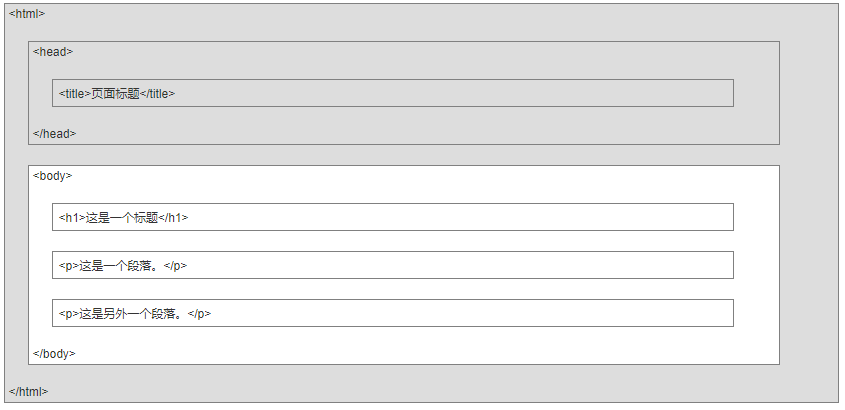 <html>
<head>
<title>页面标题</title>
</head>
<body>
<h1>这是一个标题</h1>
<p>这是一个段落。</p>
<p>这是另外一个段落。</p>
</body>
</html>